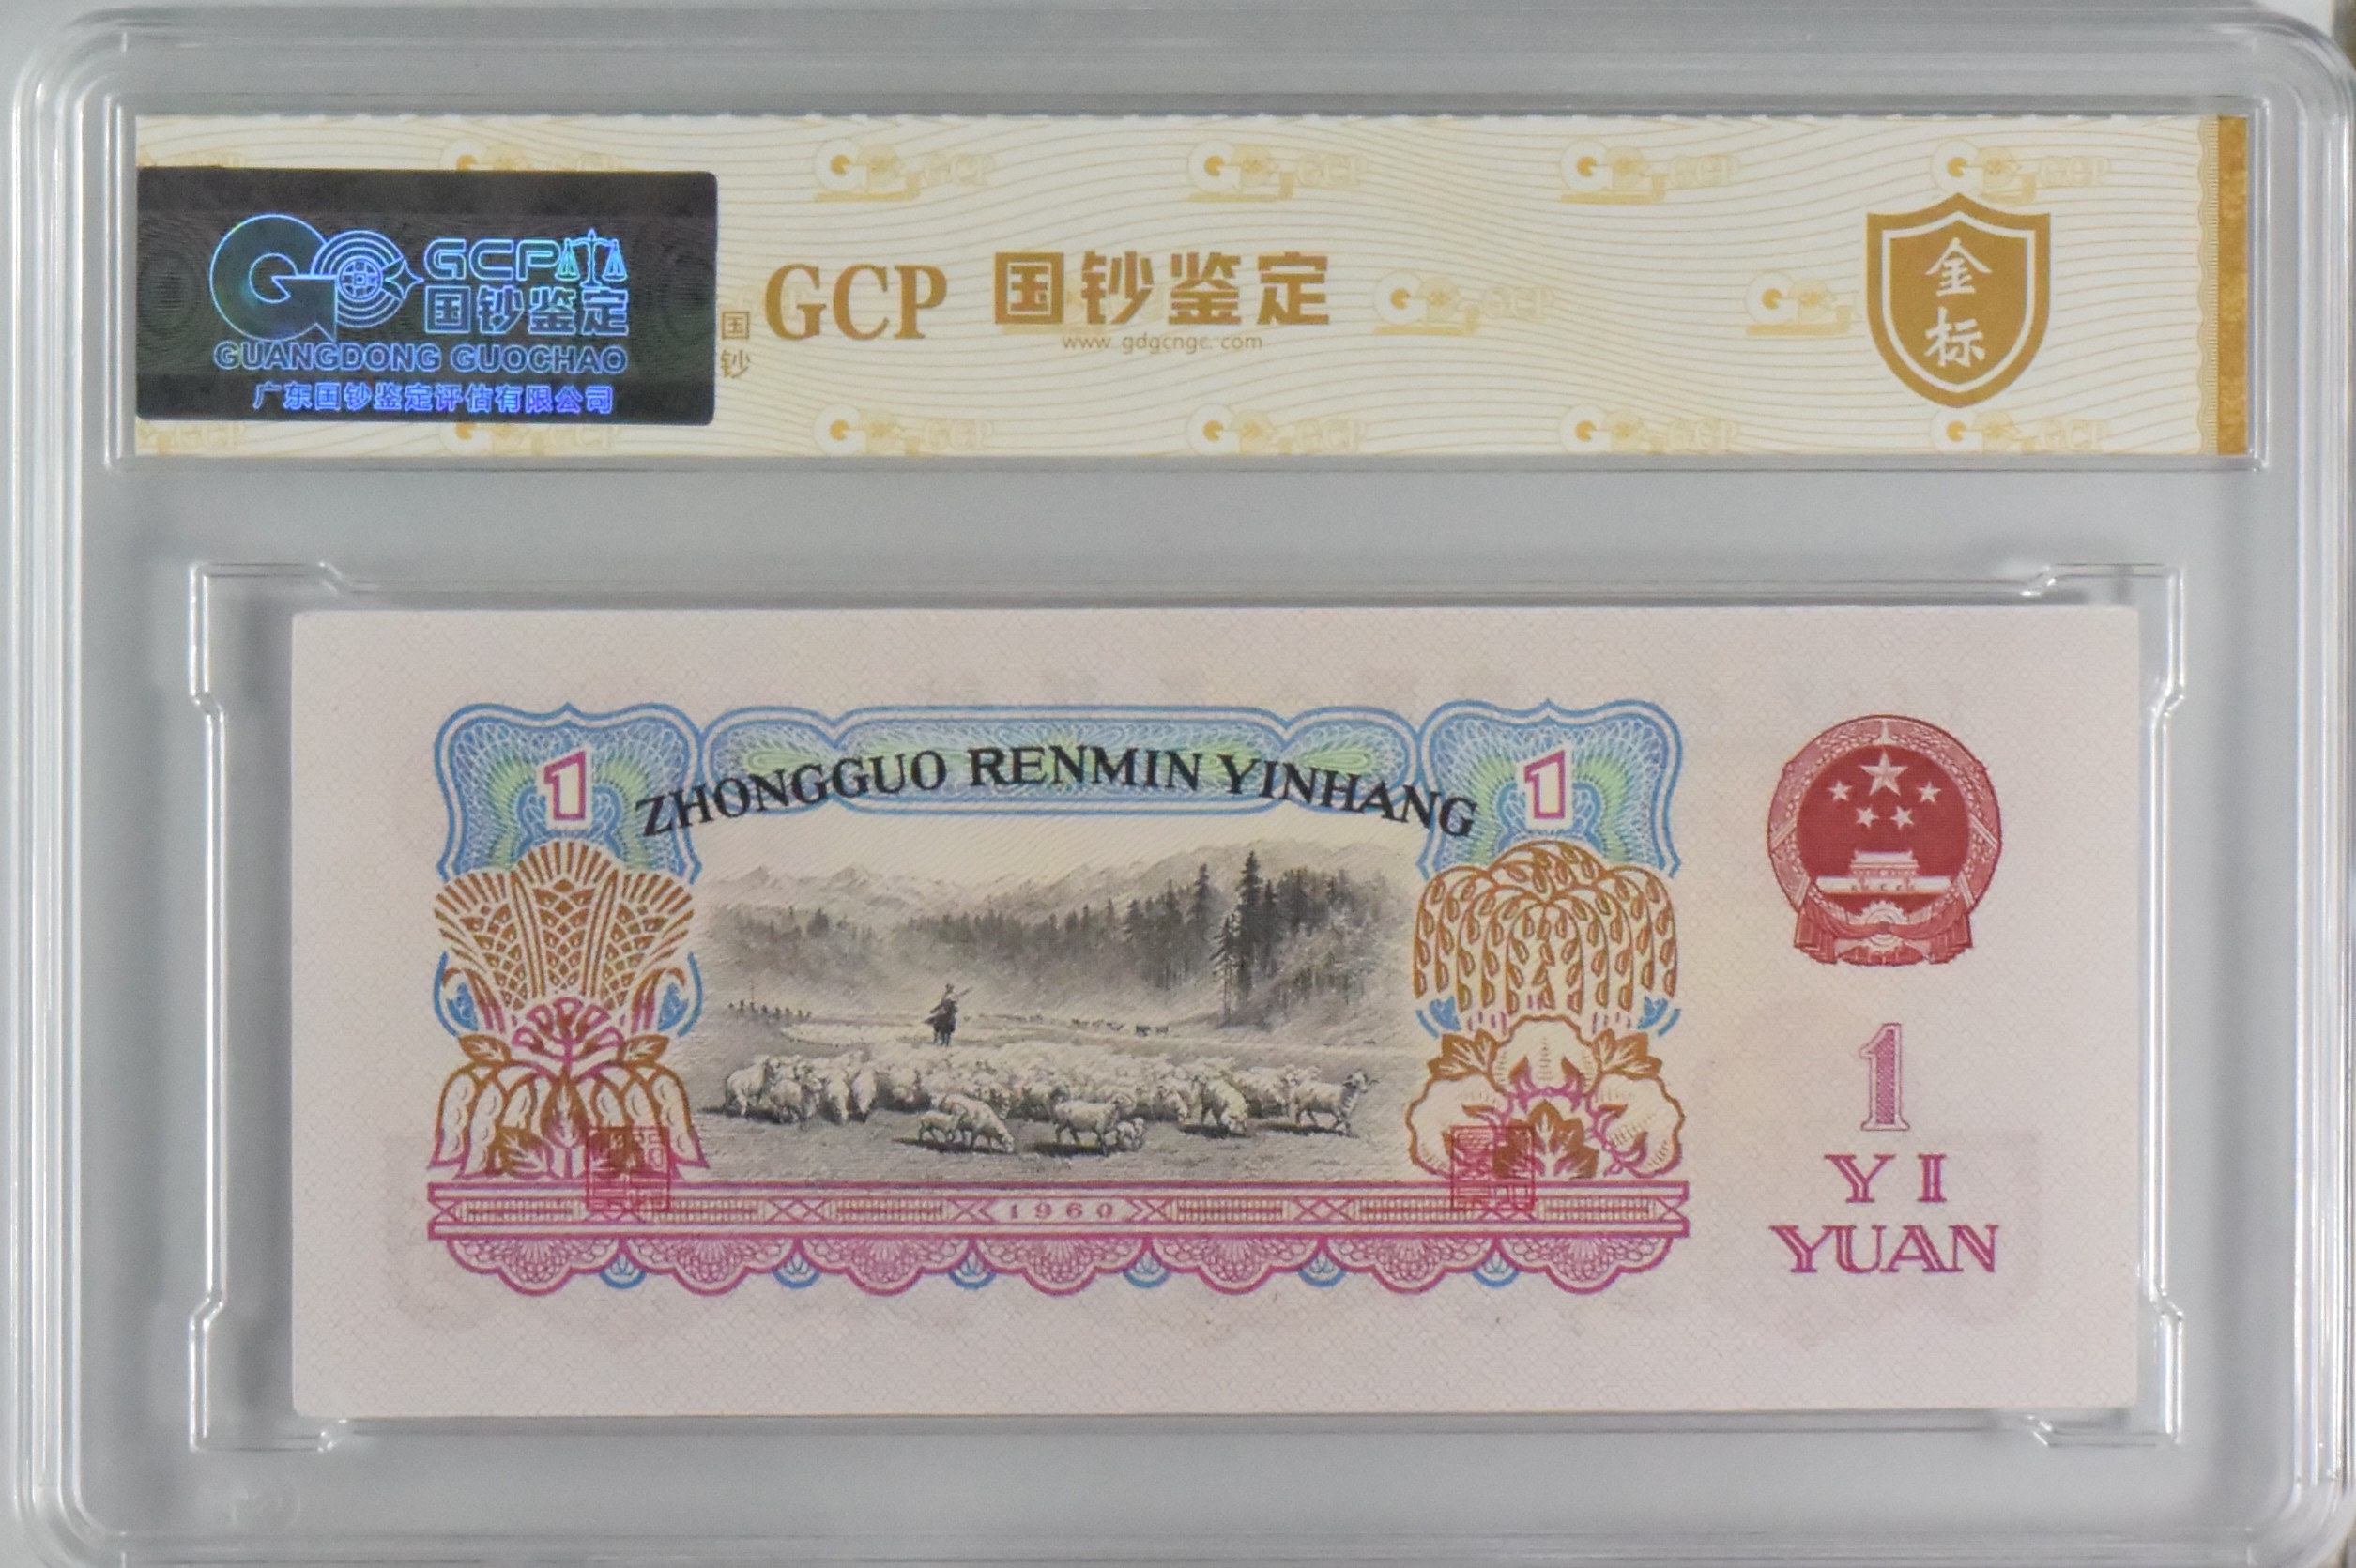 GCP
国钞鉴定
GUANGDONG GUOCHAO
广东国钞鉴定评估有限公司
国钞
GCP 国钞鉴定
www.gdgcngc.com
金标
1
ZHONGGUO RENMIN YINHANG
1
1960
1
YI
YUAN